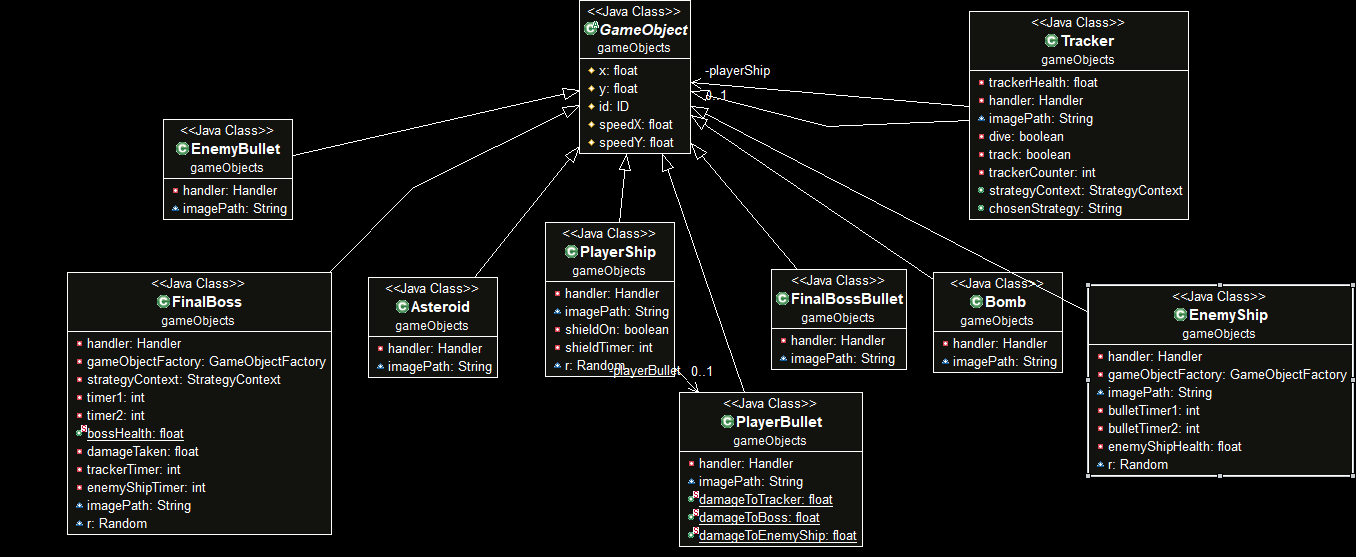 <<Java Class>>
GameObject
gameObjects
x: float
y: float
id: ID
speedX: float
speedY: float
-playerShip
0..1
<<Java Class>>
Tracker
gameObjects
trackerHealth: float
handler: Handler
imagePath: String
dive: boolean
track: boolean
trackerCounter: int
strategyContext: StrategyContext
chosenStrategy: String
<<Java Class>>
EnemyBullet
gameObjects
handler: Handler
imagePath: String
<<Java Class>>
FinalBoss
gameObjects
handler: Handler
gameObjectFactory: GameObjectFactory
strategyContext: StrategyContext
timer1: int
timer2: int
bossHealth: float
damageTaken: float
trackerTimer: int
enemyShipTimer: int
imagePath: String
r: Random
<<Java Class>>
Asteroid
gameObjects
handler: Handler
imagePath: String
<<Java Class>>
PlayerShip
gameObjects
handler: Handler
imagePath: String
shieldOn: boolean
shieldTimer: int
r: Random
-playerBullet
0..1
<<Java Class>>
PlayerBullet
gameObjects
handler: Handler
imagePath: String
damageToTracker: float
damageToBoss: float
damageToEnemyShip: float
<<Java Class>>
FinalBossBullet
gameObjects
handler: Handler
imagePath: String
<<Java Class>>
Bomb
gameObjects
handler: Handler
imagePath: String
<<Java Class>>
EnemyShip
gameObjects
handler: Handler
gameObjectFactory: GameObjectFactory
imagePath: String
bulletTimer1: int
bulletTimer2: int
enemyShipHealth: float
r: Random